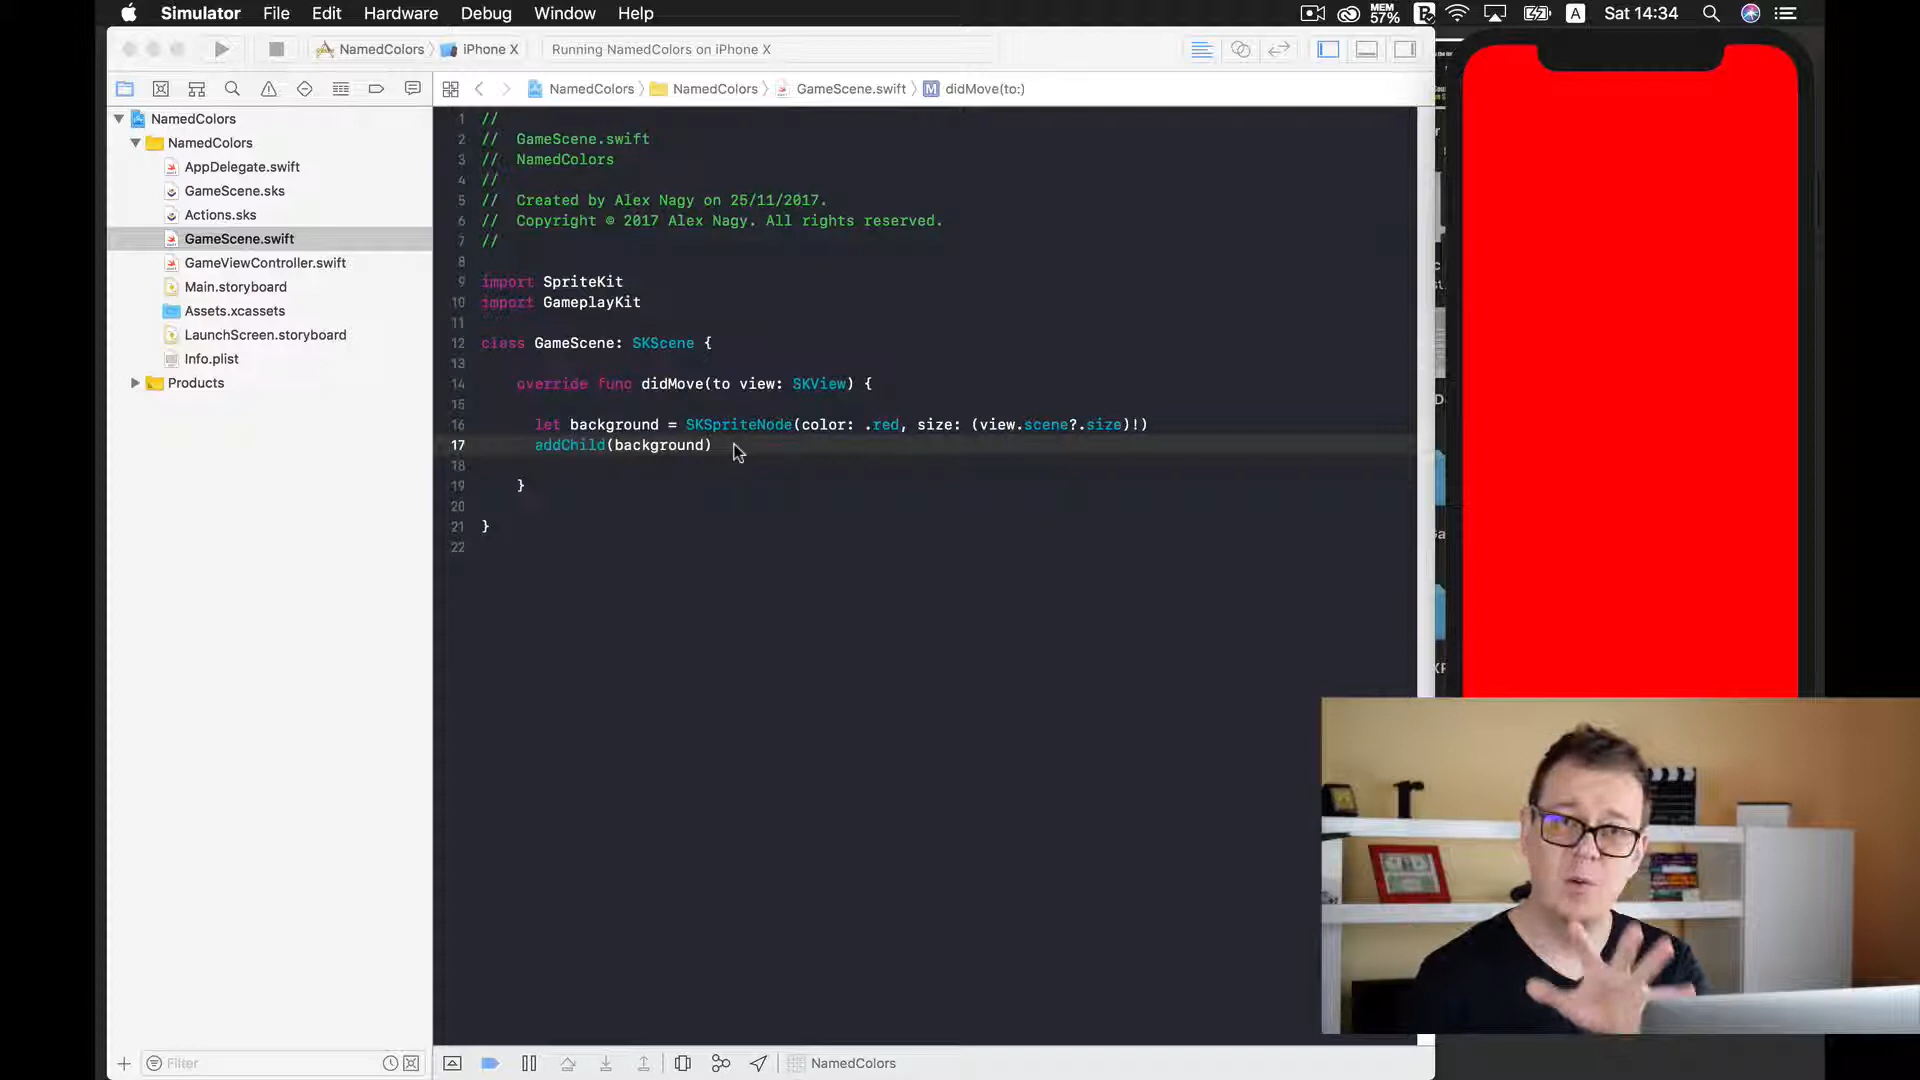 Simulator File Edit Hardware Debug Window Help MEM 57% A Sat 14:34
NamedColors iPhone X Running NamedColors on iPhone X
NamedColors NamedColors GameScene.swift M didMove(to:)
NamedColors
NamedColors
AppDelegate.swift
GameScene.sks
Actions.sks
GameScene.swift
GameViewController.swift
Main.storyboard
Assets.xcassets
LaunchScreen.storyboard
Info.plist
Products
1 //
2 // GameScene.swift
3 // NamedColors
4 //
5 // Created by Alex Nagy on 25/11/2017.
6 // Copyright © 2017 Alex Nagy. All rights reserved.
7 //
8
9 import SpriteKit
10 import GameplayKit
11
12 class GameScene: SKScene {
13
14 override func didMove(to view: SKView) {
15
16 let background = SKSpriteNode(color: .red, size: (view.scene?.size)!)
17 addChild(background)
18
19 }
20
21 }
22
Filter NamedColors